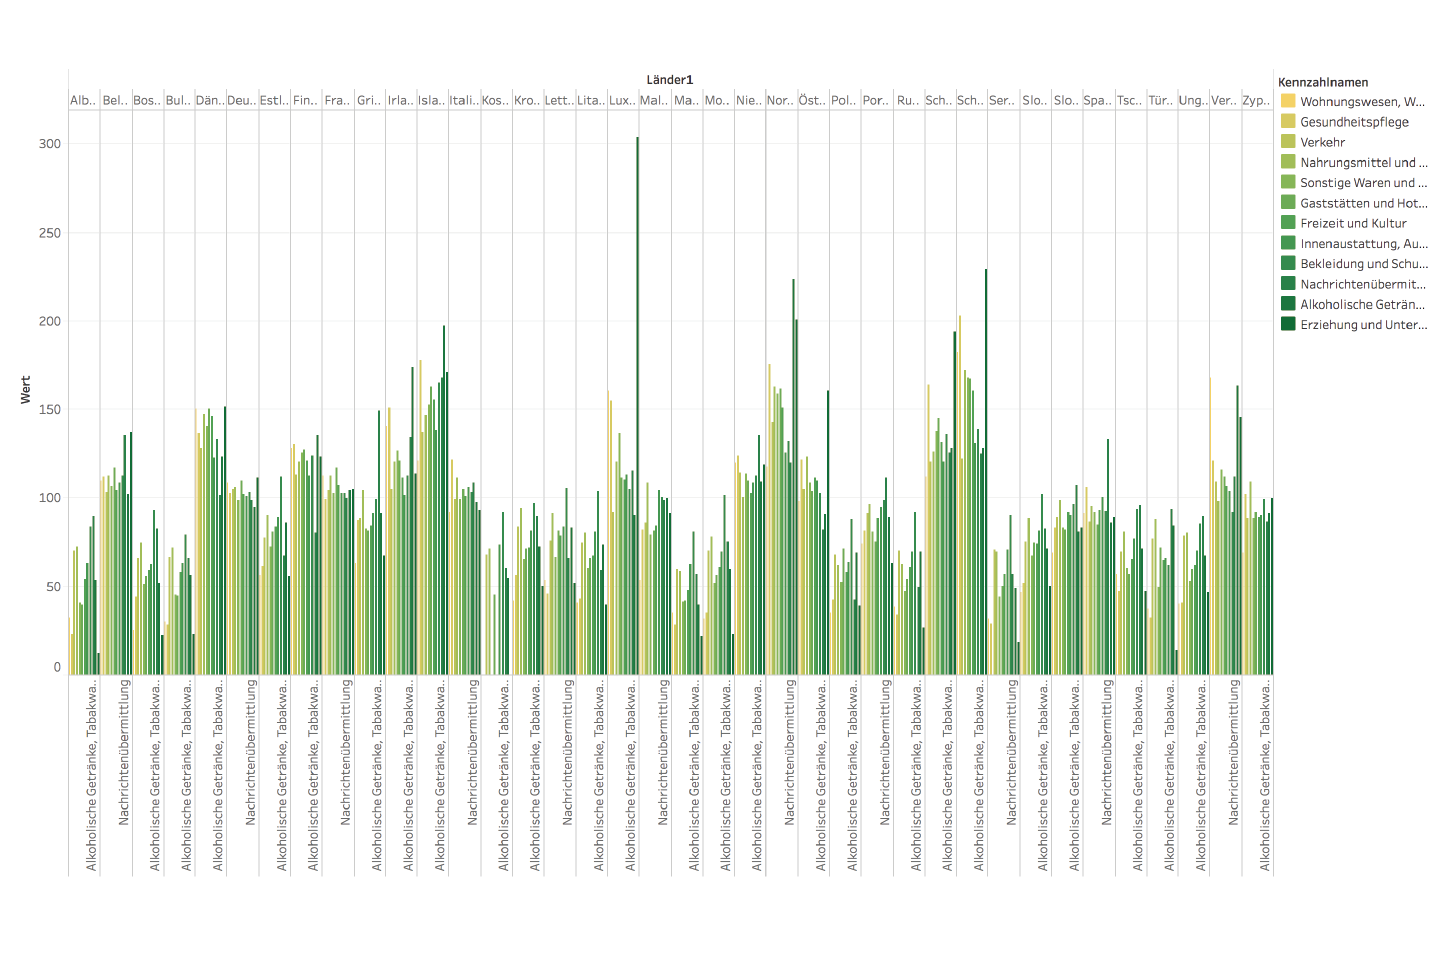 Länder1
Alb.. Bel.. Bos.. Bul.. Dän.. Deu.. Estl.. Fin.. Fra.. Gri.. Irla.. Isla.. Itali.. Kos.. Kro.. Lett.. Lita.. Lux.. Mal.. Ma.. Mo.. Nie.. Nor.. Öst.. Pol.. Por.. Ru.. Sch.. Sch.. Ser.. Slo.. Slo.. Spa.. Tsc.. Tür.. Ung.. Ver.. Zyp..
300
250
200
150
100
50
0
Wert
Alkoholische Getränke, Tabakwa..
Nachrichtenübermittlung
Alkoholische Getränke, Tabakwa..
Alkoholische Getränke, Tabakwa..
Alkoholische Getränke, Tabakwa..
Nachrichtenübermittlung
Alkoholische Getränke, Tabakwa..
Alkoholische Getränke, Tabakwa..
Nachrichtenübermittlung
Alkoholische Getränke, Tabakwa..
Alkoholische Getränke, Tabakwa..
Alkoholische Getränke, Tabakwa..
Nachrichtenübermittlung
Alkoholische Getränke, Tabakwa..
Alkoholische Getränke, Tabakwa..
Nachrichtenübermittlung
Alkoholische Getränke, Tabakwa..
Alkoholische Getränke, Tabakwa..
Nachrichtenübermittlung
Alkoholische Getränke, Tabakwa..
Alkoholische Getränke, Tabakwa..
Alkoholische Getränke, Tabakwa..
Nachrichtenübermittlung
Alkoholische Getränke, Tabakwa..
Alkoholische Getränke, Tabakwa..
Nachrichtenübermittlung
Alkoholische Getränke, Tabakwa..
Alkoholische Getränke, Tabakwa..
Alkoholische Getränke, Tabakwa..
Nachrichtenübermittlung
Alkoholische Getränke, Tabakwa..
Alkoholische Getränke, Tabakwa..
Nachrichtenübermittlung
Alkoholische Getränke, Tabakwa..
Alkoholische Getränke, Tabakwa..
Alkoholische Getränke, Tabakwa..
Nachrichtenübermittlung
Alkoholische Getränke, Tabakwa..
Kennzahlnamen
Wohnungswesen, W...
Gesundheitspflege
Verkehr
Nahrungsmittel und ...
Sonstige Waren und ...
Gaststätten und Hot...
Freizeit und Kultur
Innenaustattung, Au...
Bekleidung und Schu...
Nachrichtenübermit...
Alkoholische Geträn...
Erziehung und Unter...